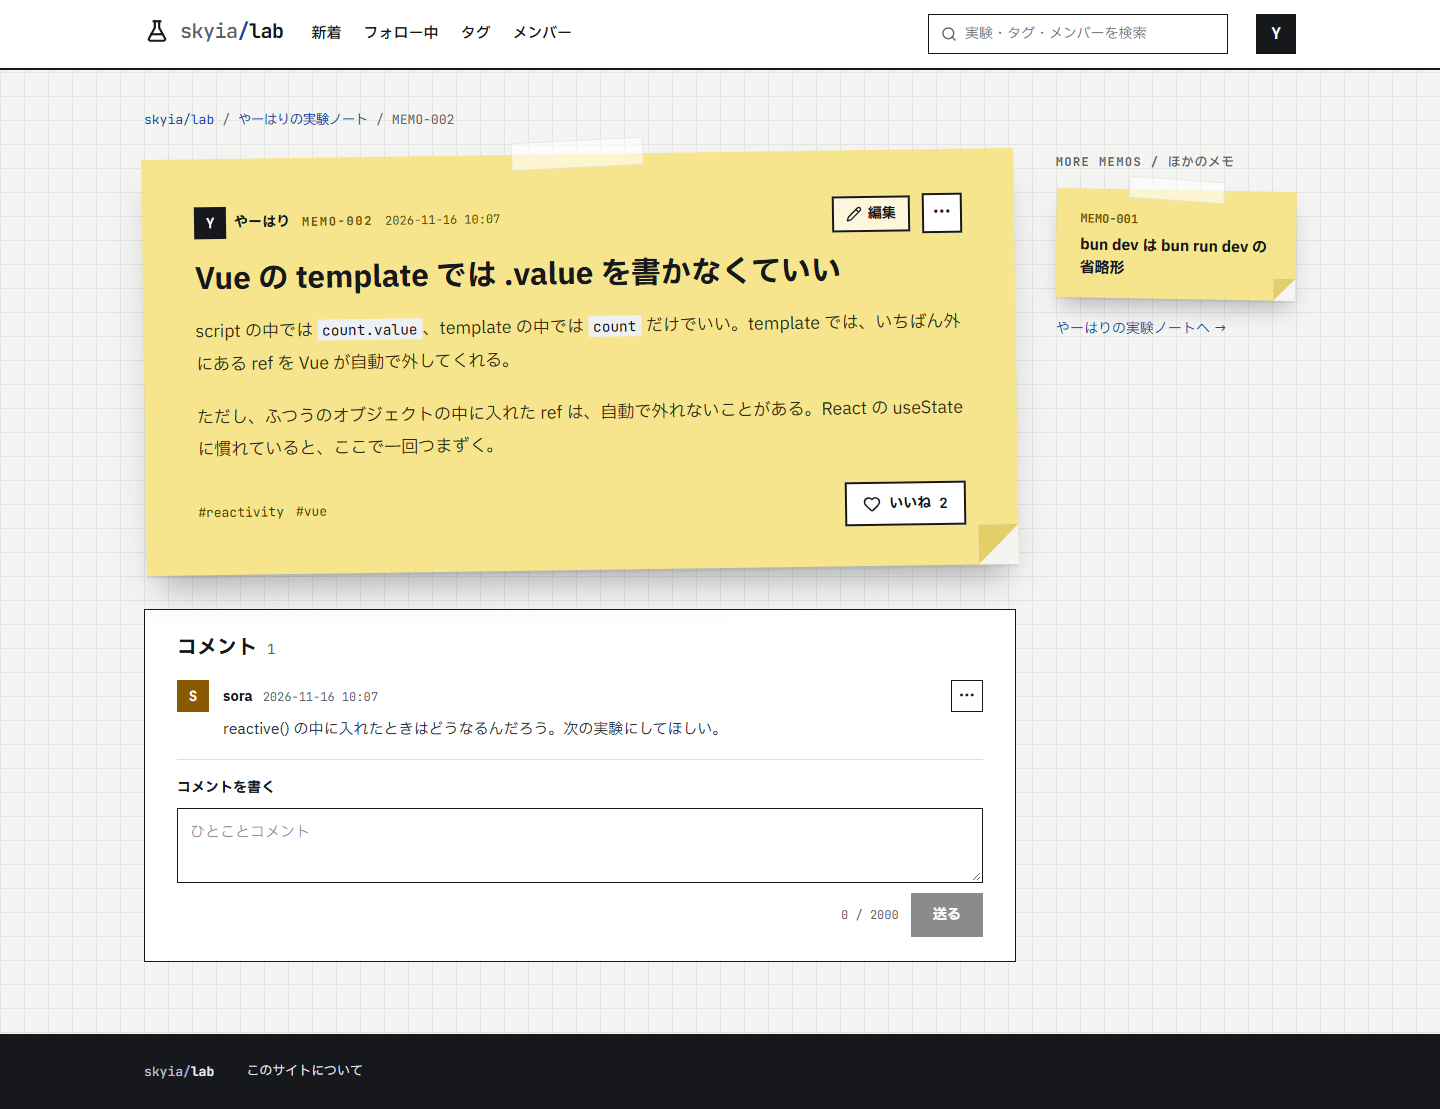 skyia/lab 新着 フォロー中 タグ メンバー 実験・タグ・メンバーを検索 Y
skyia/lab / やーはりの実験ノート / MEMO-002
Y やーはり MEMO-002 2026-11-16 10:07 編集 ···
Vue の template では .value を書かなくていい
script の中では count.value 、template の中では count だけでいい。template では、いちばん外
にある ref を Vue が自動で外してくれる。
ただし、ふつうのオブジェクトの中に入れた ref は、自動で外れないことがある。React の useState
に慣れていると、ここで一回つまずく。
#reactivity #vue いいね 2
MORE MEMOS / ほかのメモ
MEMO-001
bun dev は bun run dev の
省略形
やーはりの実験ノートへ →
コメント 1
S sora 2026-11-16 10:07 ···
reactive() の中に入れたときはどうなるんだろう。次の実験にしてほしい。
コメントを書く
ひとことコメント
0 / 2000 送る
skyia/lab このサイトについて